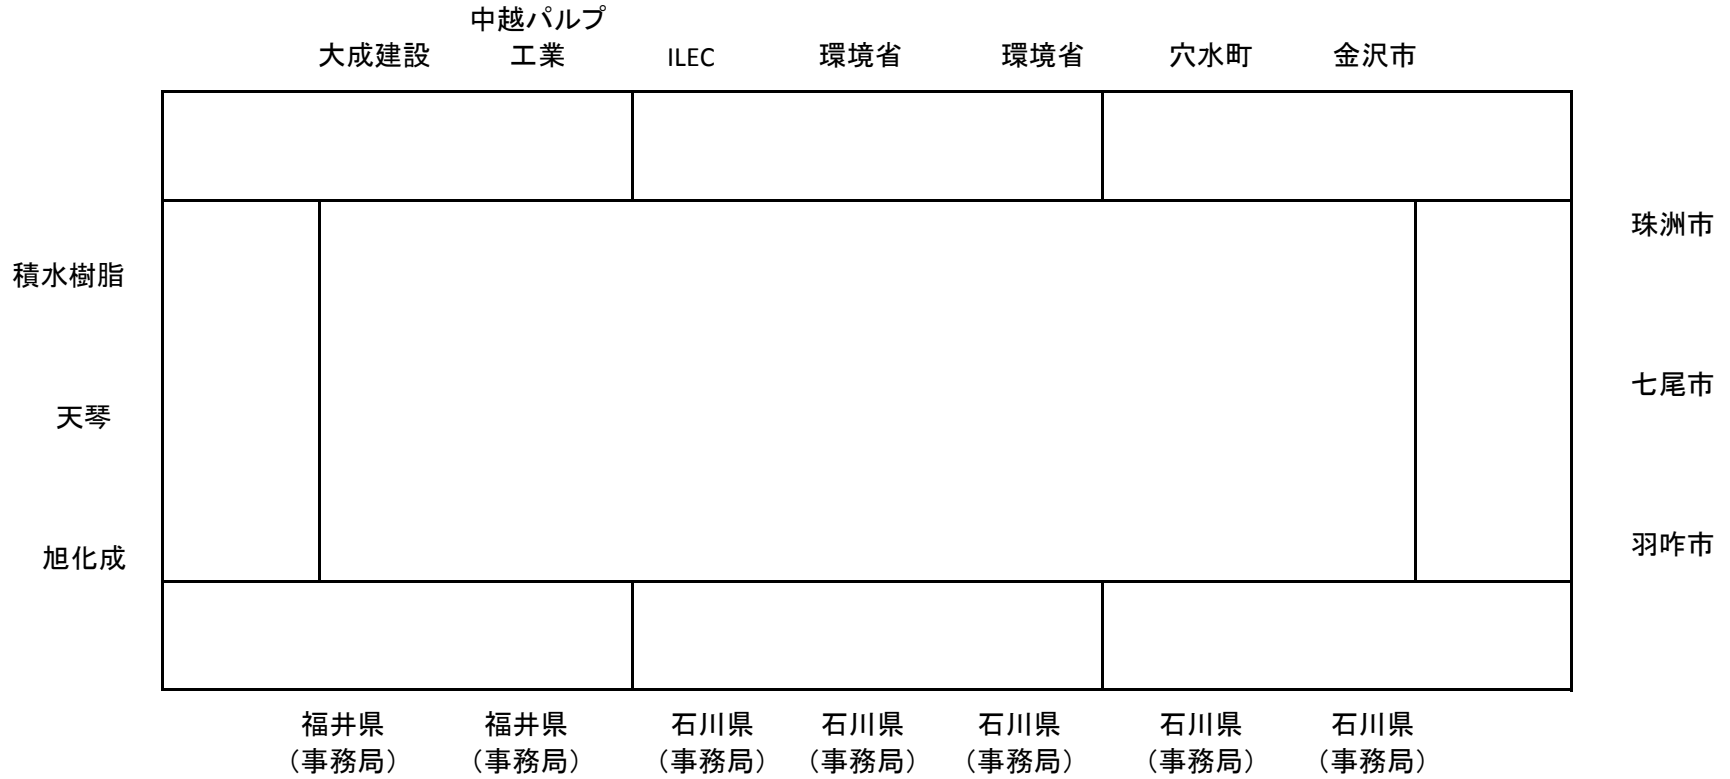 中越パルプ
工業
大成建設
ILEC
環境省
環境省
穴水町
金沢市
珠洲市
積水樹脂
七尾市
天琴
羽咋市
旭化成
福井県
（事務局）
福井県
（事務局）
石川県
（事務局）
石川県
（事務局）
石川県
（事務局）
石川県
（事務局）
石川県
（事務局）